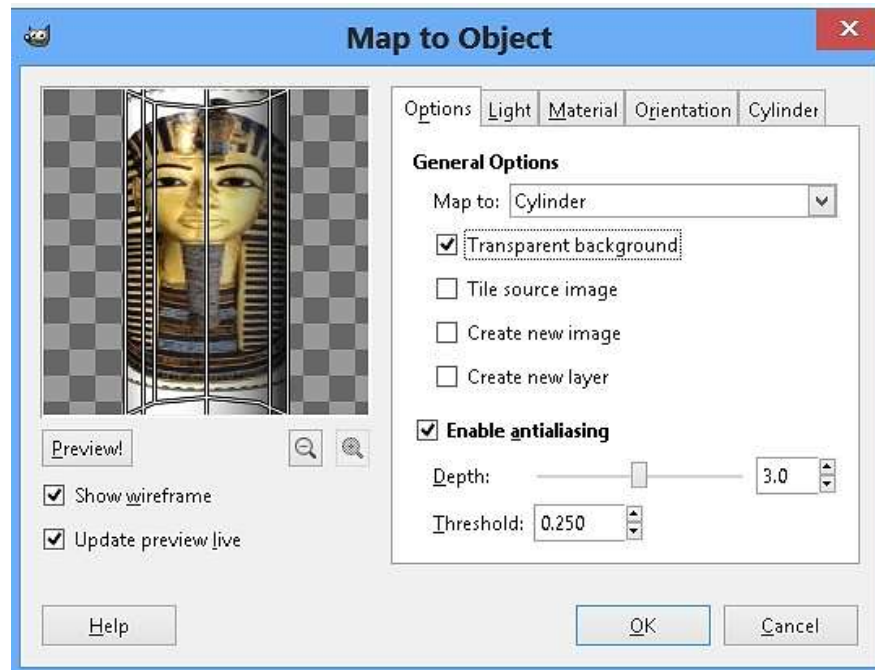 Map to Object
Options Light Material Orientation Cylinder
General Options
Map to: Cylinder
Transparent background
Tile source image
Create new image
Create new layer
Enable antialiasing
Depth: 3.0
Threshold: 0.250
Preview!
Show wireframe
Update preview live
Help OK Cancel